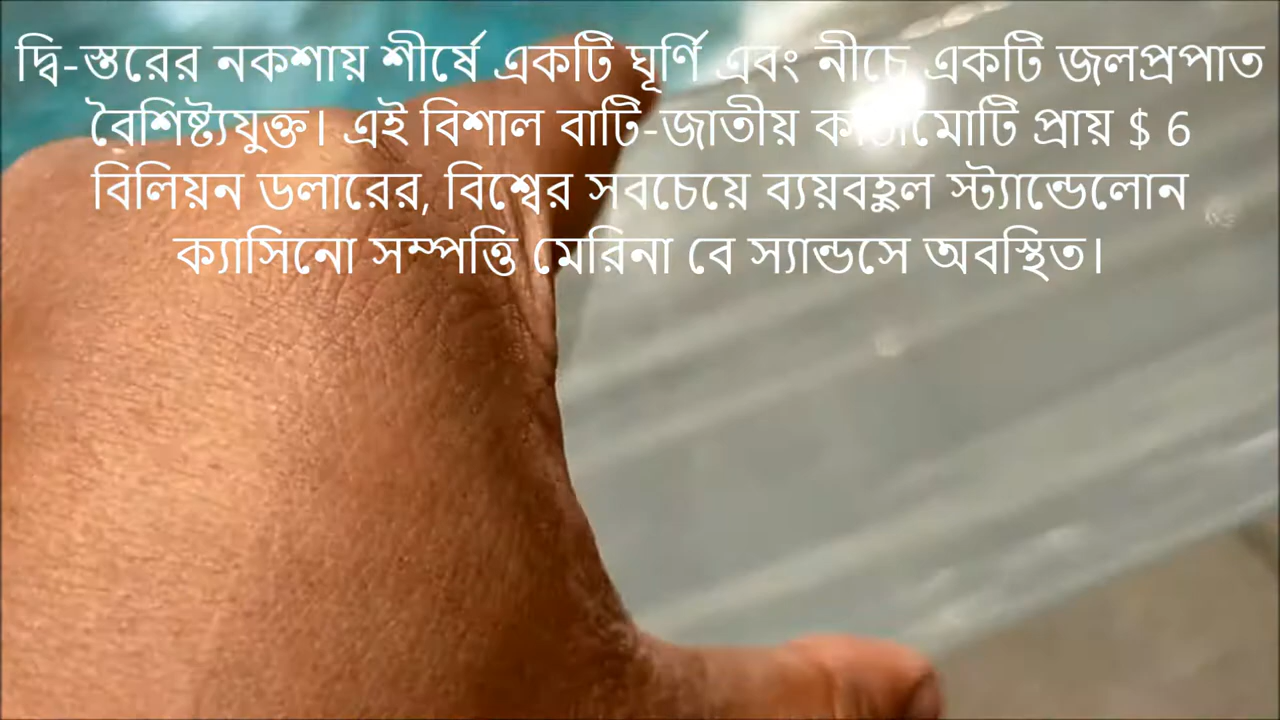 দ্বি-স্তরের নকশায় শীর্ষে একটি ঘূর্ণি এবং নীচে একটি জলপ্রপাত
বৈশিষ্ট্যযুক্ত। এই বিশাল বাটি-জাতীয় কাঠামোটি প্রায় $ 6
বিলিয়ন ডলারের, বিশ্বের সবচেয়ে ব্যয়বহুল স্ট্যান্ডেলোন
ক্যাসিনো সম্পত্তি মেরিনা বে স্যান্ডসে অবস্থিত।